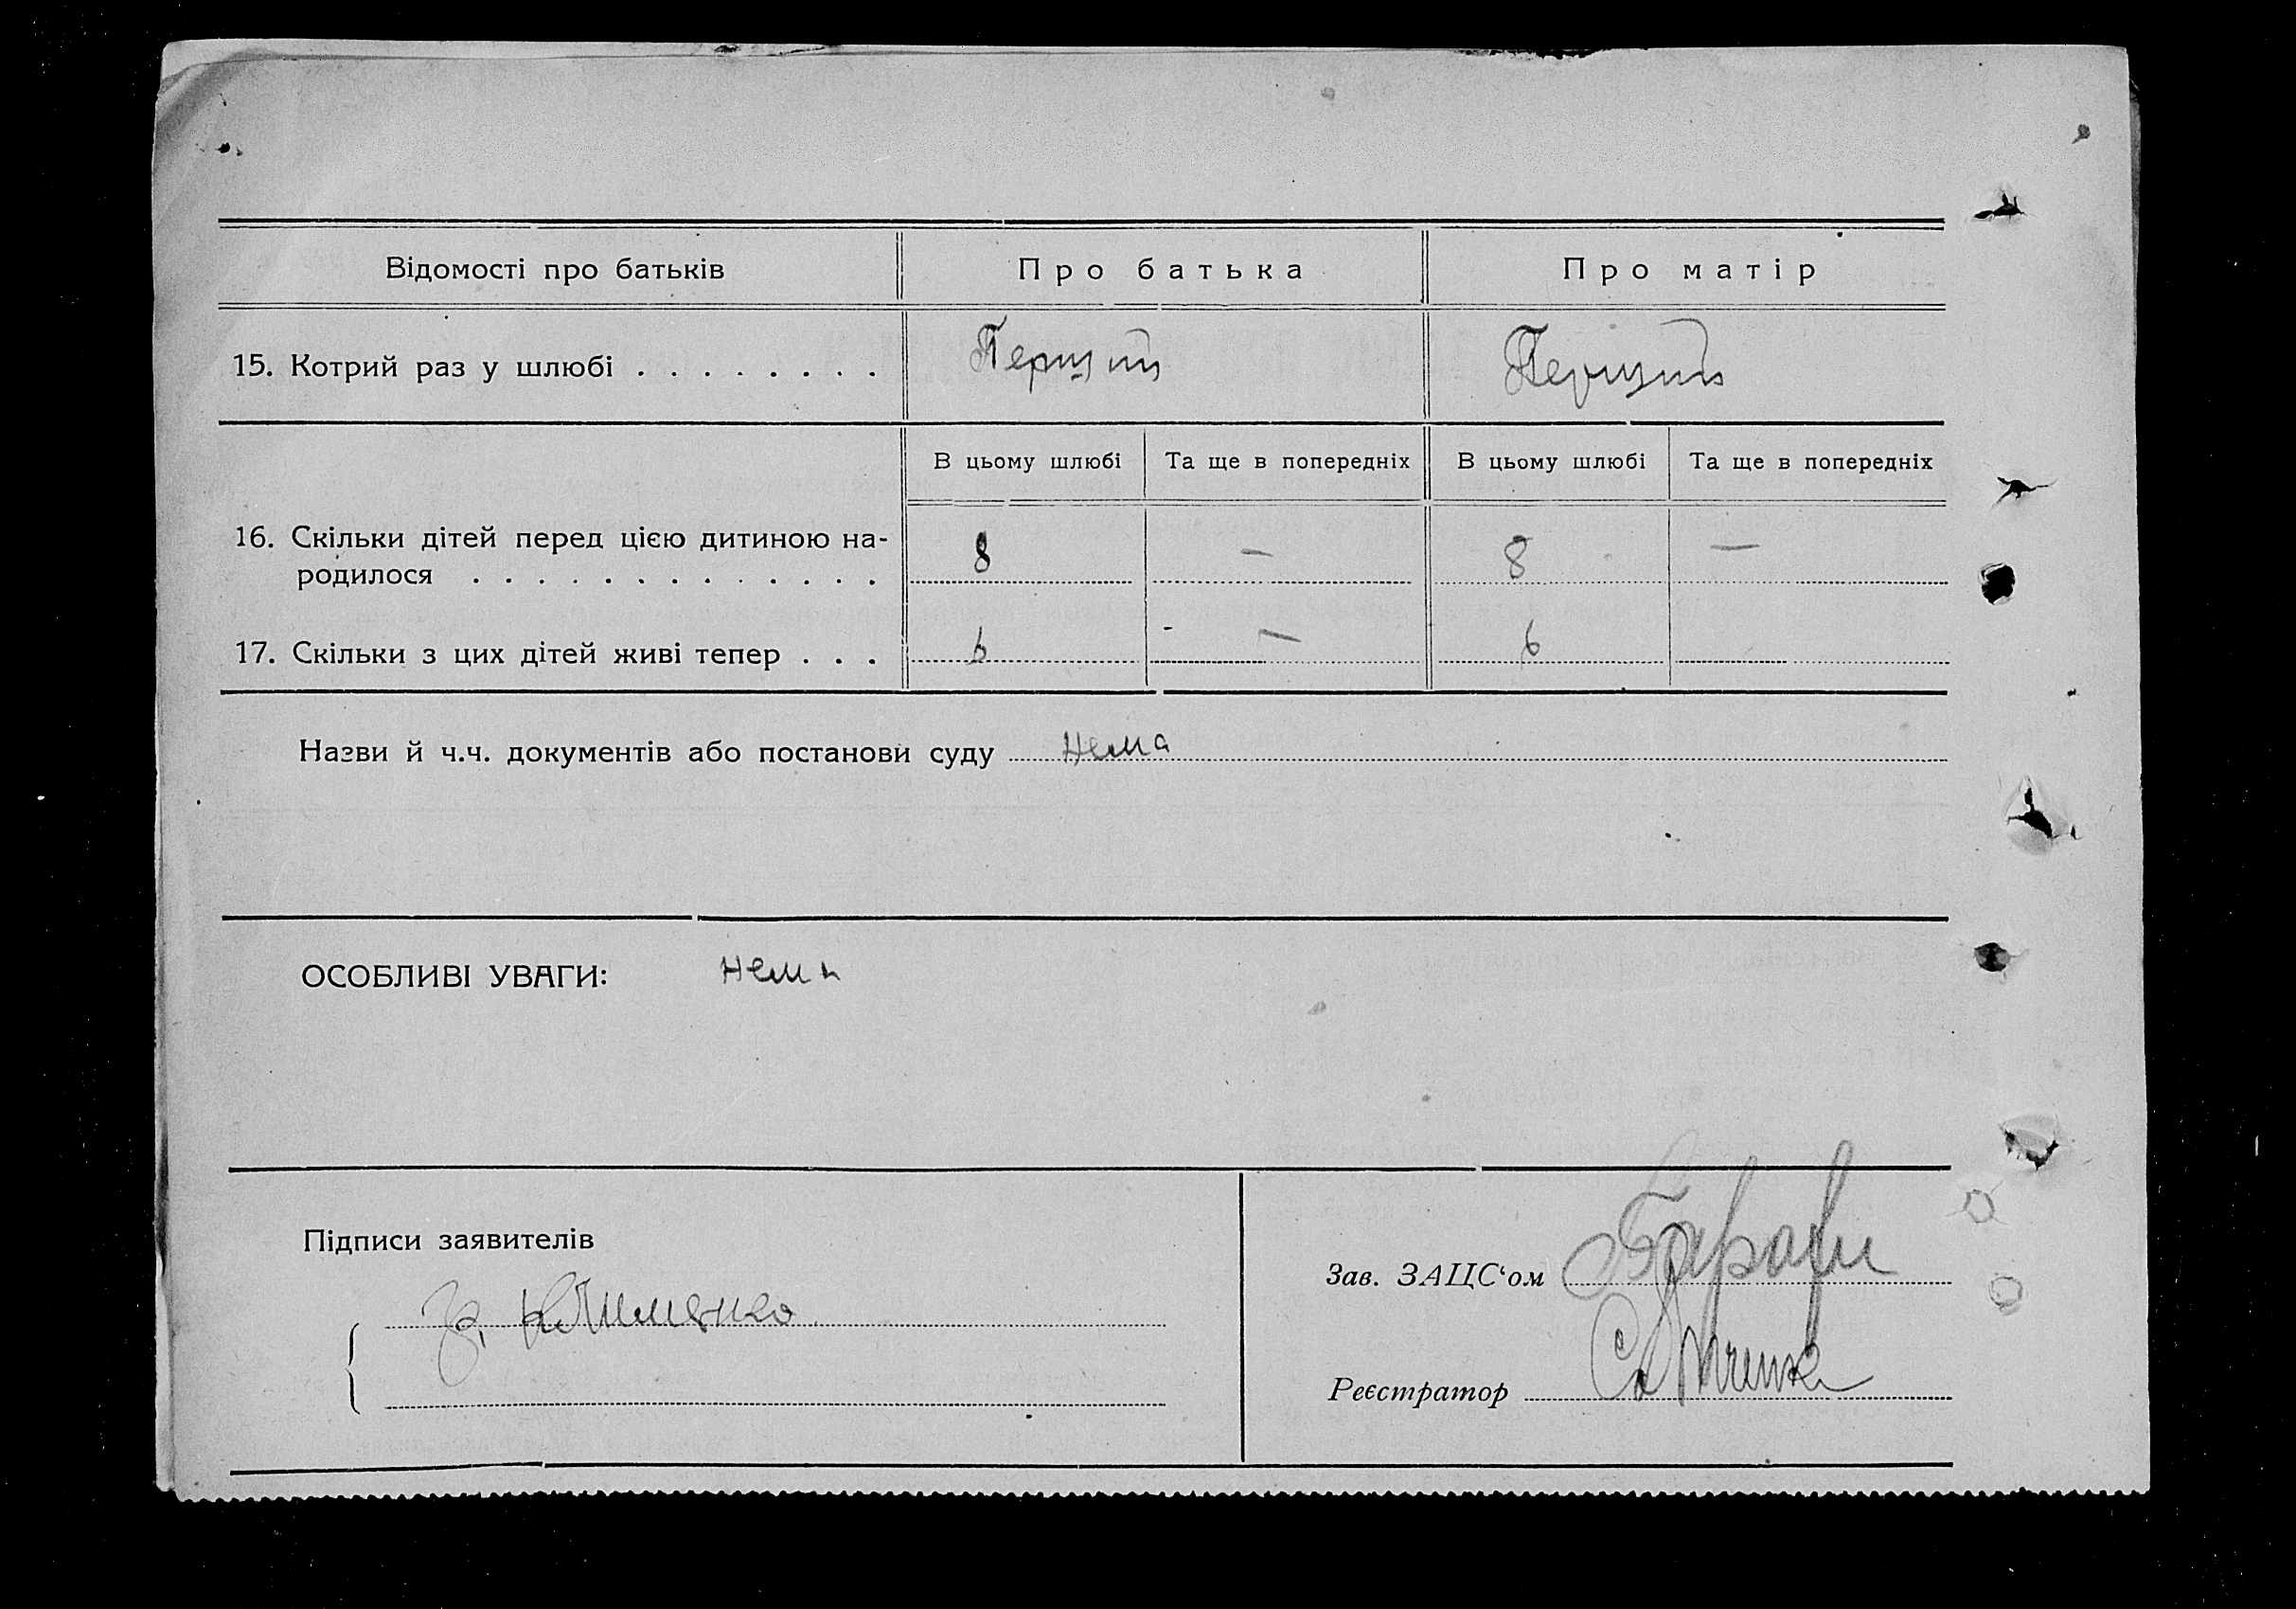 Відомості про батьків
Про батька
Про матір
15. Котрий раз у шлюбі . . . . . . . .
Перший
Перший
В цьому шлюбі
Та ще в попередніх
В цьому шлюбі
Та ще в попередніх
16. Скільки дітей перед цією дитиною на-
родилося . . . . . . . . . . . . .
8
—
8
—
17. Скільки з цих дітей живі тепер . . .
6
—
6
Назви й ч.ч. документів або постанови суду
нема
ОСОБЛИВІ УВАГИ:
нема
Підписи заявителів
Зав. ЗАЦС‘ом
Реєстратор